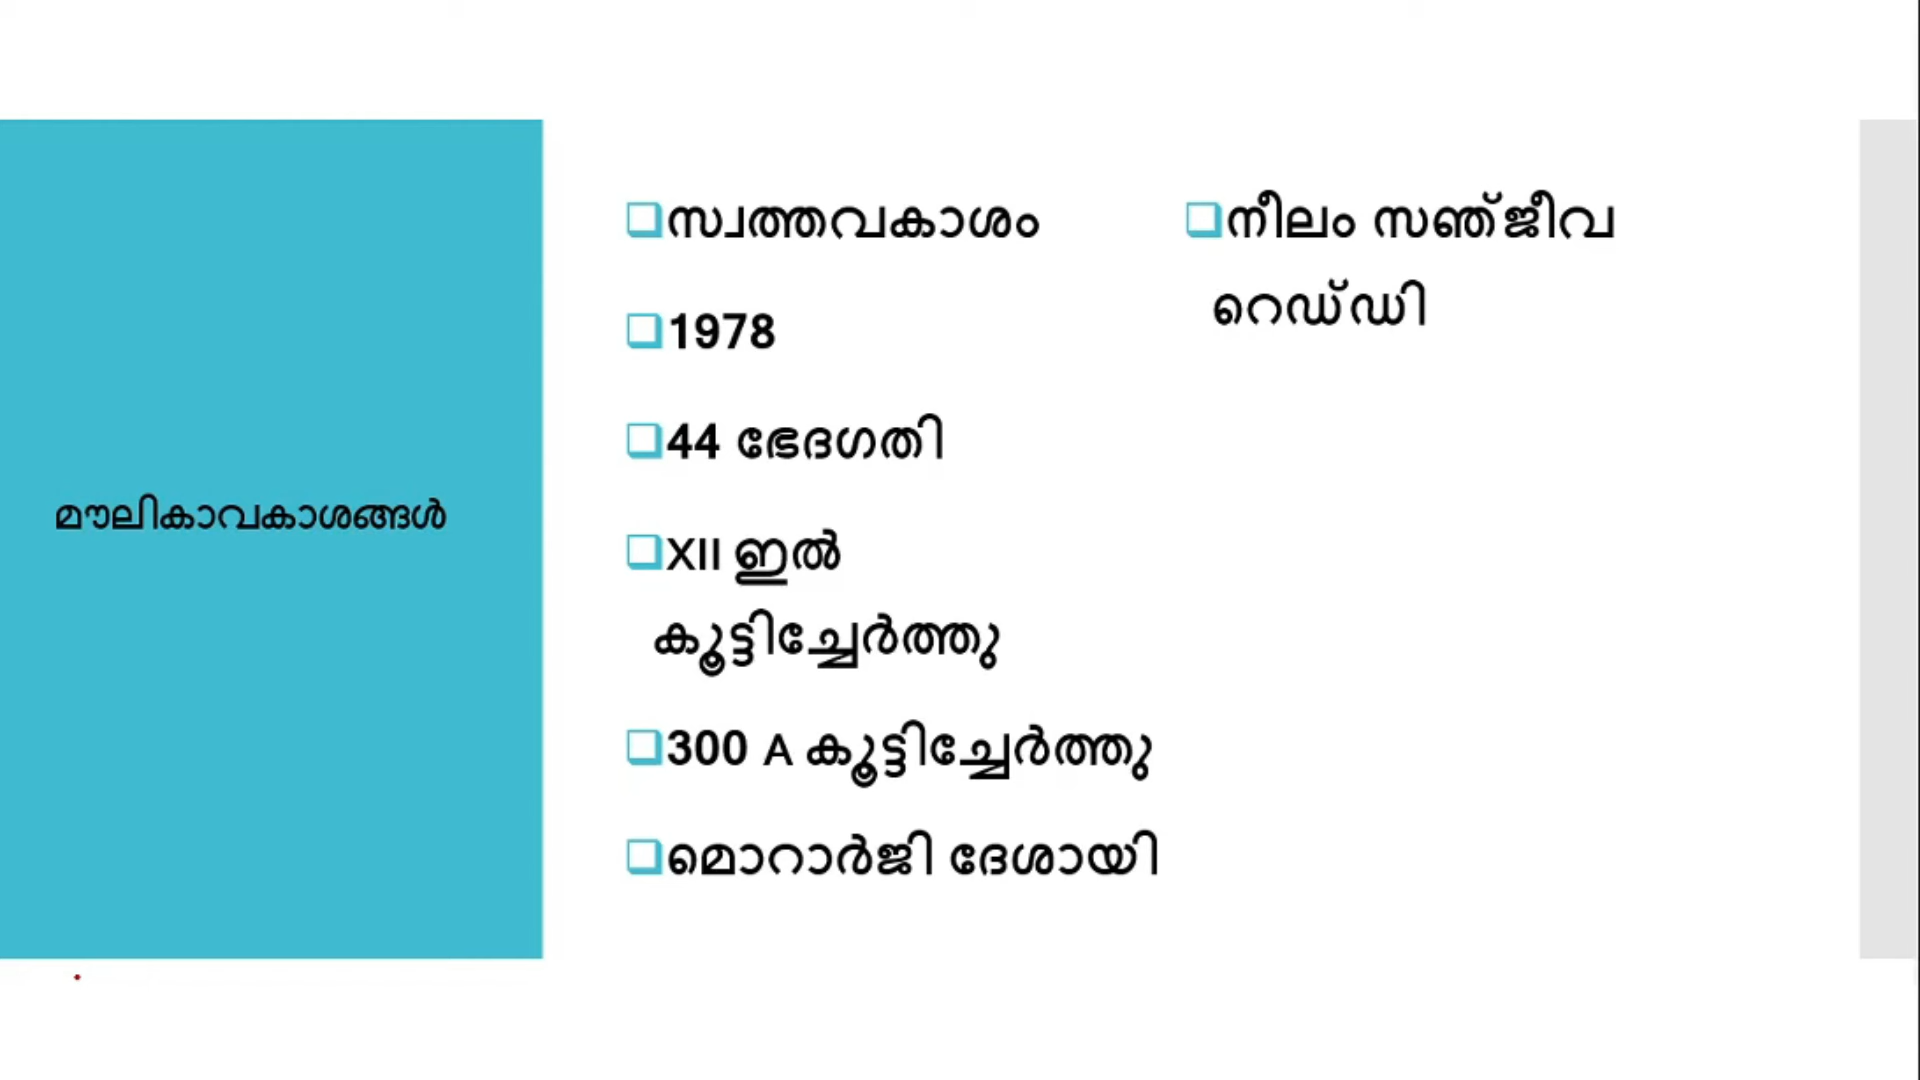 മൗലികാവകാശങ്ങൾ
സ്വത്തവകാശം
1978
44 ഭേദഗതി
XII ഇൽ
കൂട്ടിച്ചേർത്തു
300 A കൂട്ടിച്ചേർത്തു
മൊറാർജി ദേശായി
നീലം സഞ്ജീവ
റെഡ്ഡി